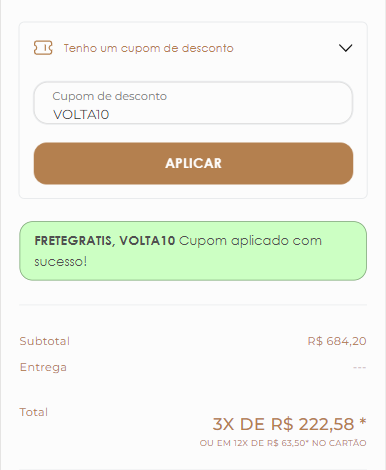 Tenho um cupom de desconto
Cupom de desconto
VOLTA10
APLICAR
FRETEGRATIS, VOLTA10 Cupom aplicado com
sucesso!
Subtotal R$ 684,20
Entrega ---
Total
3X DE R$ 222,58 *
OU EM 12X DE R$ 63,50* NO CARTÃO